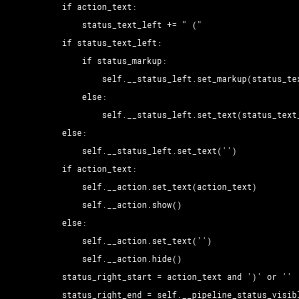 if action_text:
status_text_left += " ("
if status_text_left:
if status_markup:
self.__status_left.set_markup(status_te
else:
self.__status_left.set_text(status_text_
else:
self.__status_left.set_text('')
if action_text:
self.__action.set_text(action_text)
self.__action.show()
else:
self.__action.set_text('')
self.__action.hide()
status_right_start = action_text and ')' or ''
status_right_end = self.__pipeline_status_visibl